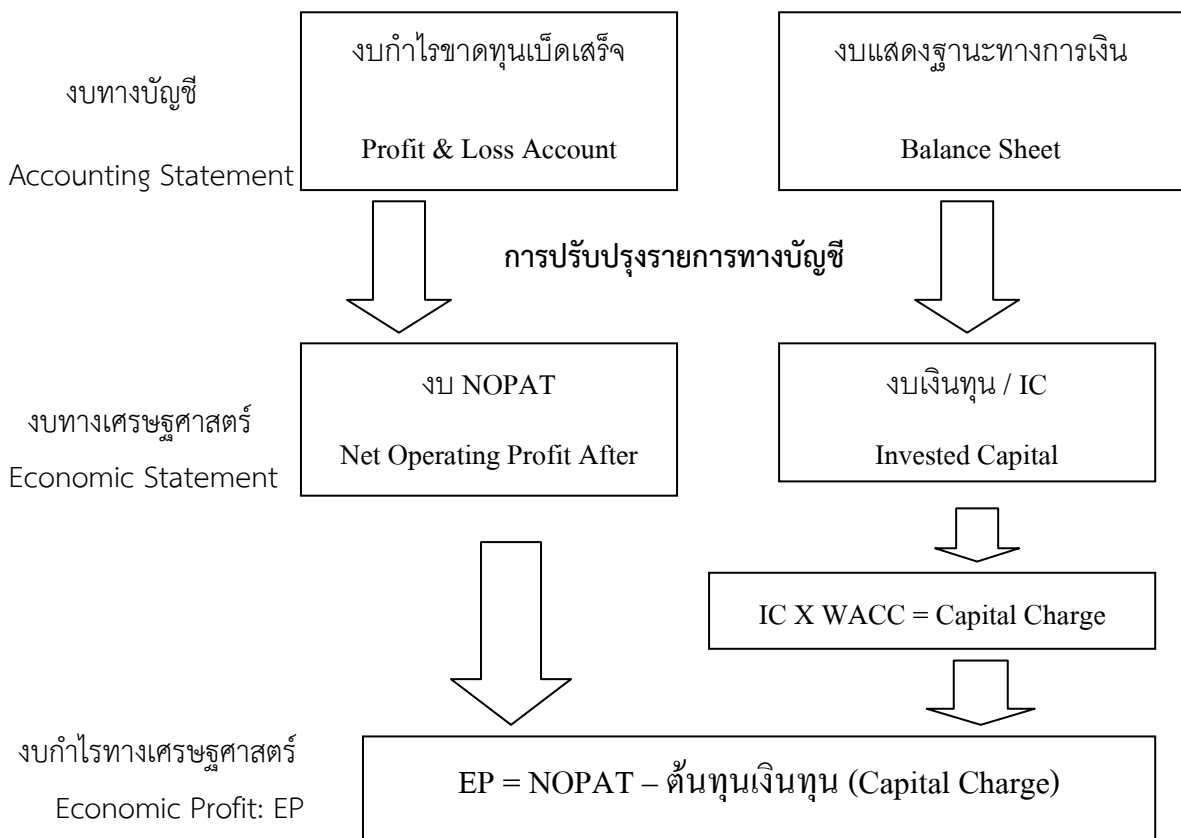 งบกำไรขาดทุนเบ็ดเสร็จ
งบแสดงฐานะทางการเงิน
งบทางบัญชี
Profit & Loss Account
Balance Sheet
Accounting Statement
การปรับปรุงรายการทางบัญชี
งบ NOPAT
งบเงินทุน / IC
งบทางเศรษฐศาสตร์
Net Operating Profit After
Invested Capital
Economic Statement
IC X WACC = Capital Charge
งบกำไรทางเศรษฐศาสตร์
EP = NOPAT – ต้นทุนเงินทุน (Capital Charge)
Economic Profit: EP